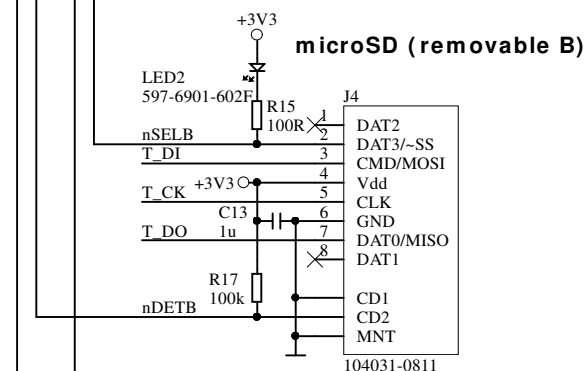 +3V3
microSD (removable B)
LED2
597-6901-602F
J4
R15
100R
1
DAT2
nSELB
2
DAT3/~SS
T_DI
3
CMD/MOSI
+3V3
4
Vdd
T_CK
5
CLK
C13
6
GND
T_DO
1u
7
DAT0/MISO
8
DAT1
R17
100k
CD1
nDETB
CD2
MNT
104031-0811